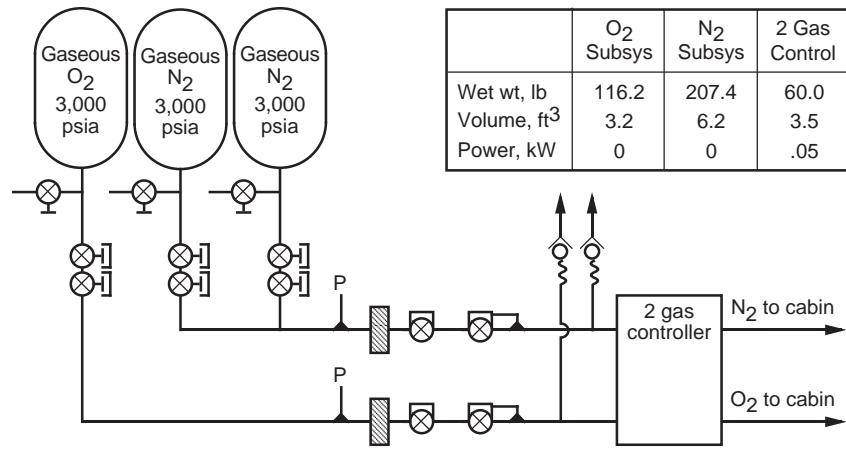 Gaseous
O2
3,000
psia
Gaseous
N2
3,000
psia
Gaseous
N2
3,000
psia
O2
Subsys
N2
Subsys
2 Gas
Control
Wet wt, lb 116.2 207.4 60.0
Volume, ft3 3.2 6.2 3.5
Power, kW 0 0 .05
P
P
2 gas
controller
N2 to cabin
O2 to cabin